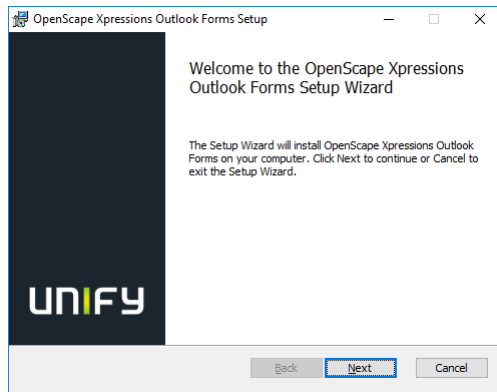 OpenScape Xpressions Outlook Forms Setup
Welcome to the OpenScape Xpressions
Outlook Forms Setup Wizard
The Setup Wizard will install OpenScape Xpressions Outlook
Forms on your computer. Click Next to continue or Cancel to
exit the Setup Wizard.
UNIFY
Back Next Cancel